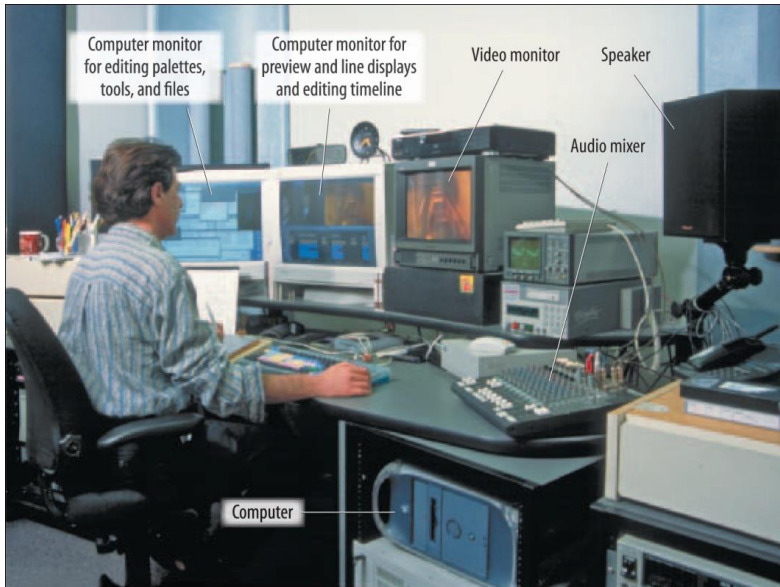 Computer monitor
for editing palettes,
tools, and files
Computer monitor for
preview and line displays
and editing timeline
Video monitor
Speaker
Audio mixer
Computer